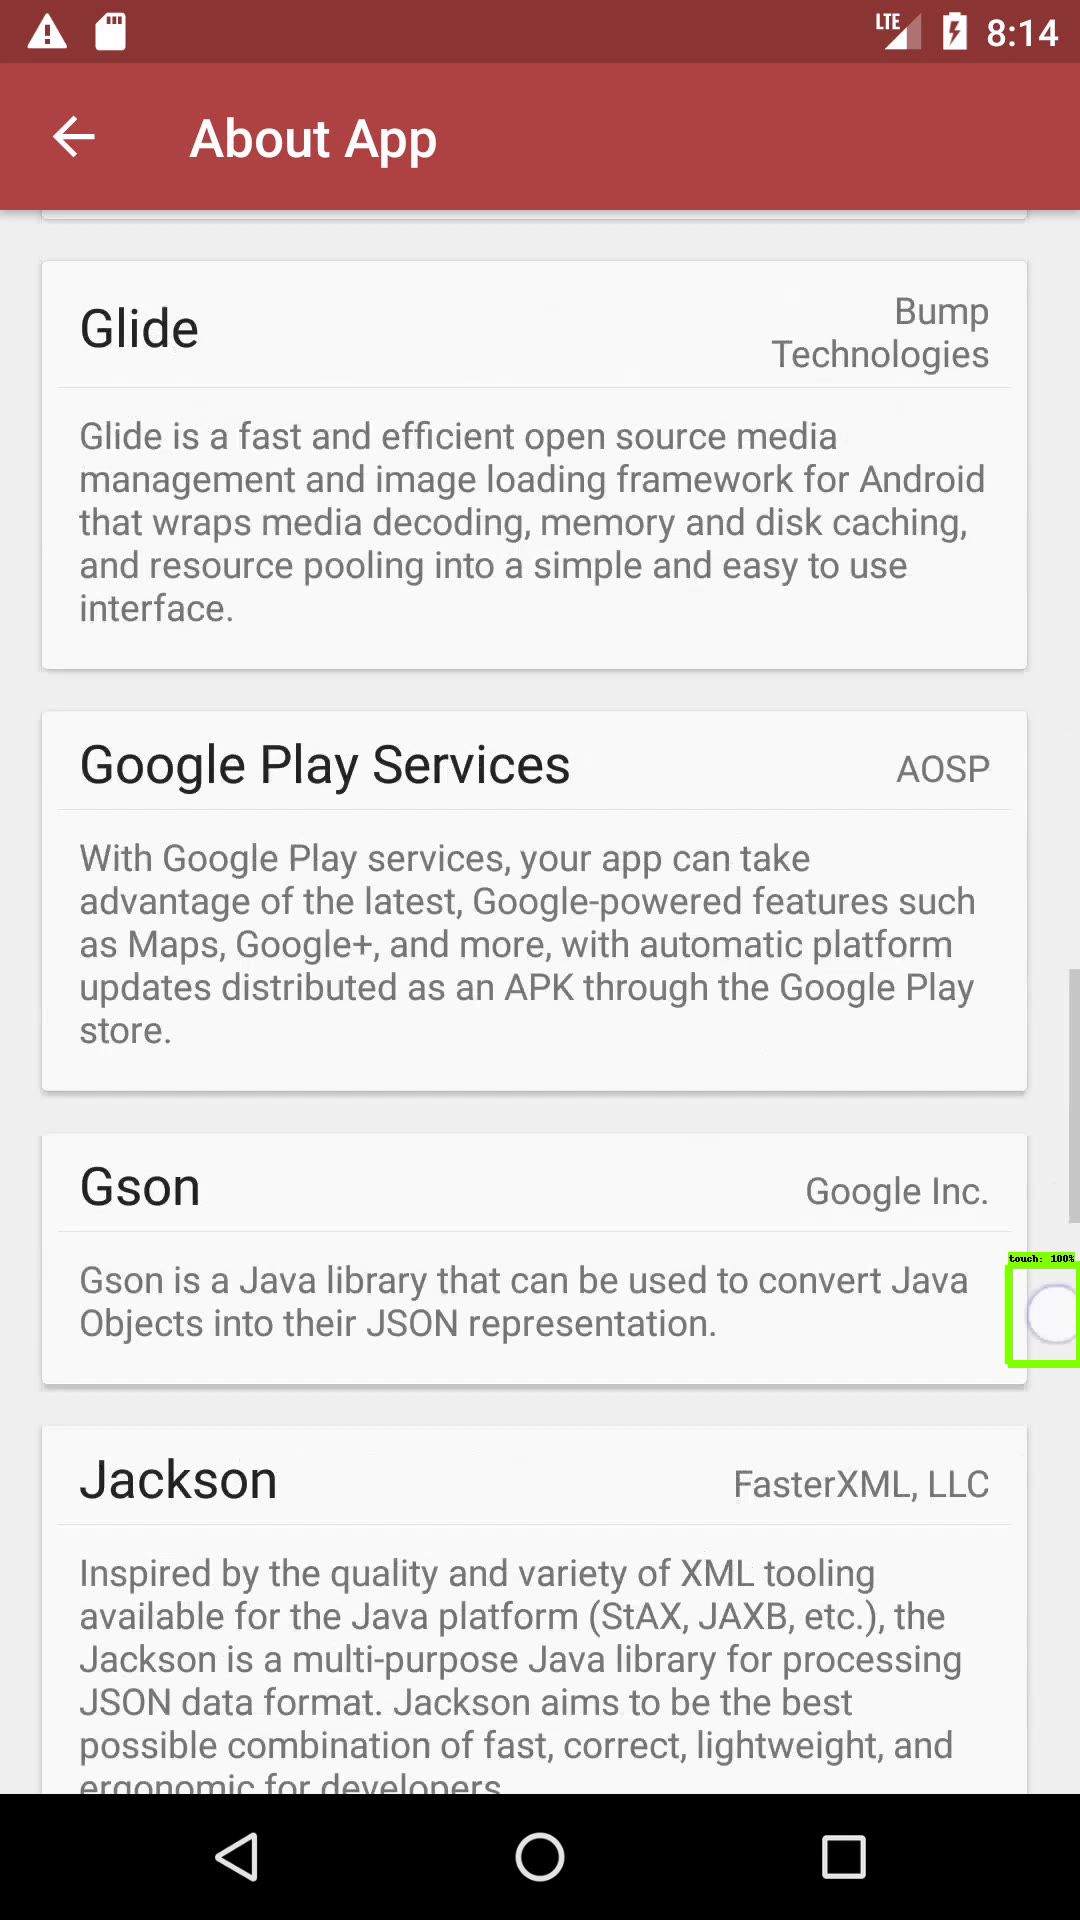 LTE 8:14
About App
Glide
Bump
Technologies
Glide is a fast and efficient open source media
management and image loading framework for Android
that wraps media decoding, memory and disk caching,
and resource pooling into a simple and easy to use
interface.
Google Play Services
AOSP
With Google Play services, your app can take
advantage of the latest, Google-powered features such
as Maps, Google+, and more, with automatic platform
updates distributed as an APK through the Google Play
store.
Gson
Google Inc.
touch: 100%
Gson is a Java library that can be used to convert Java
Objects into their JSON representation.
Jackson
FasterXML, LLC
Inspired by the quality and variety of XML tooling
available for the Java platform (StAX, JAXB, etc.), the
Jackson is a multi-purpose Java library for processing
JSON data format. Jackson aims to be the best
possible combination of fast, correct, lightweight, and
ergonomic for developers